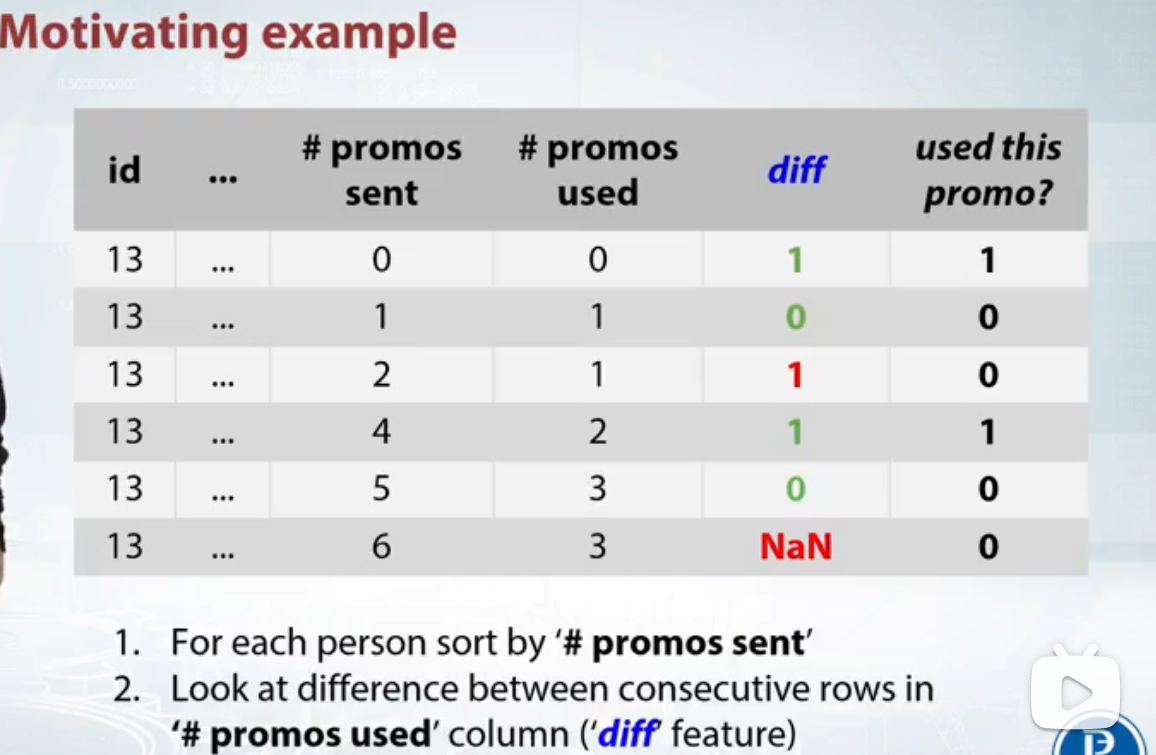 Motivating example
id ... # promos sent # promos used diff used this promo?
13 ... 0 0 1 1
13 ... 1 1 0 0
13 ... 2 1 1 0
13 ... 4 2 1 1
13 ... 5 3 0 0
13 ... 6 3 NaN 0
1. For each person sort by ‘# promos sent’
2. Look at difference between consecutive rows in
‘# promos used’ column (‘diff’ feature)